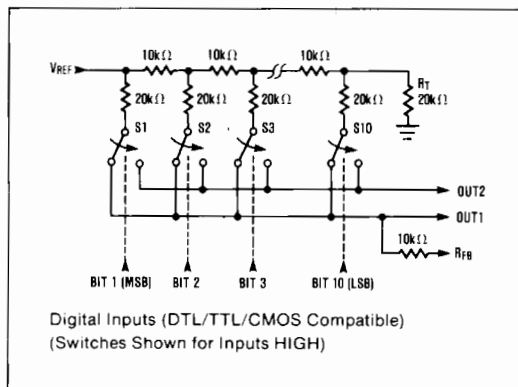 10kΩ 10kΩ 10kΩ
VREF
RT
20kΩ 20kΩ 20kΩ 20kΩ 20kΩ
S1 S2 S3 S10
OUT2
OUT1
10kΩ
RFB
BIT 1 (MSB) BIT 2 BIT 3 BIT 10 (LSB)
Digital Inputs (DTL/TTL/CMOS Compatible)
(Switches Shown for Inputs HIGH)